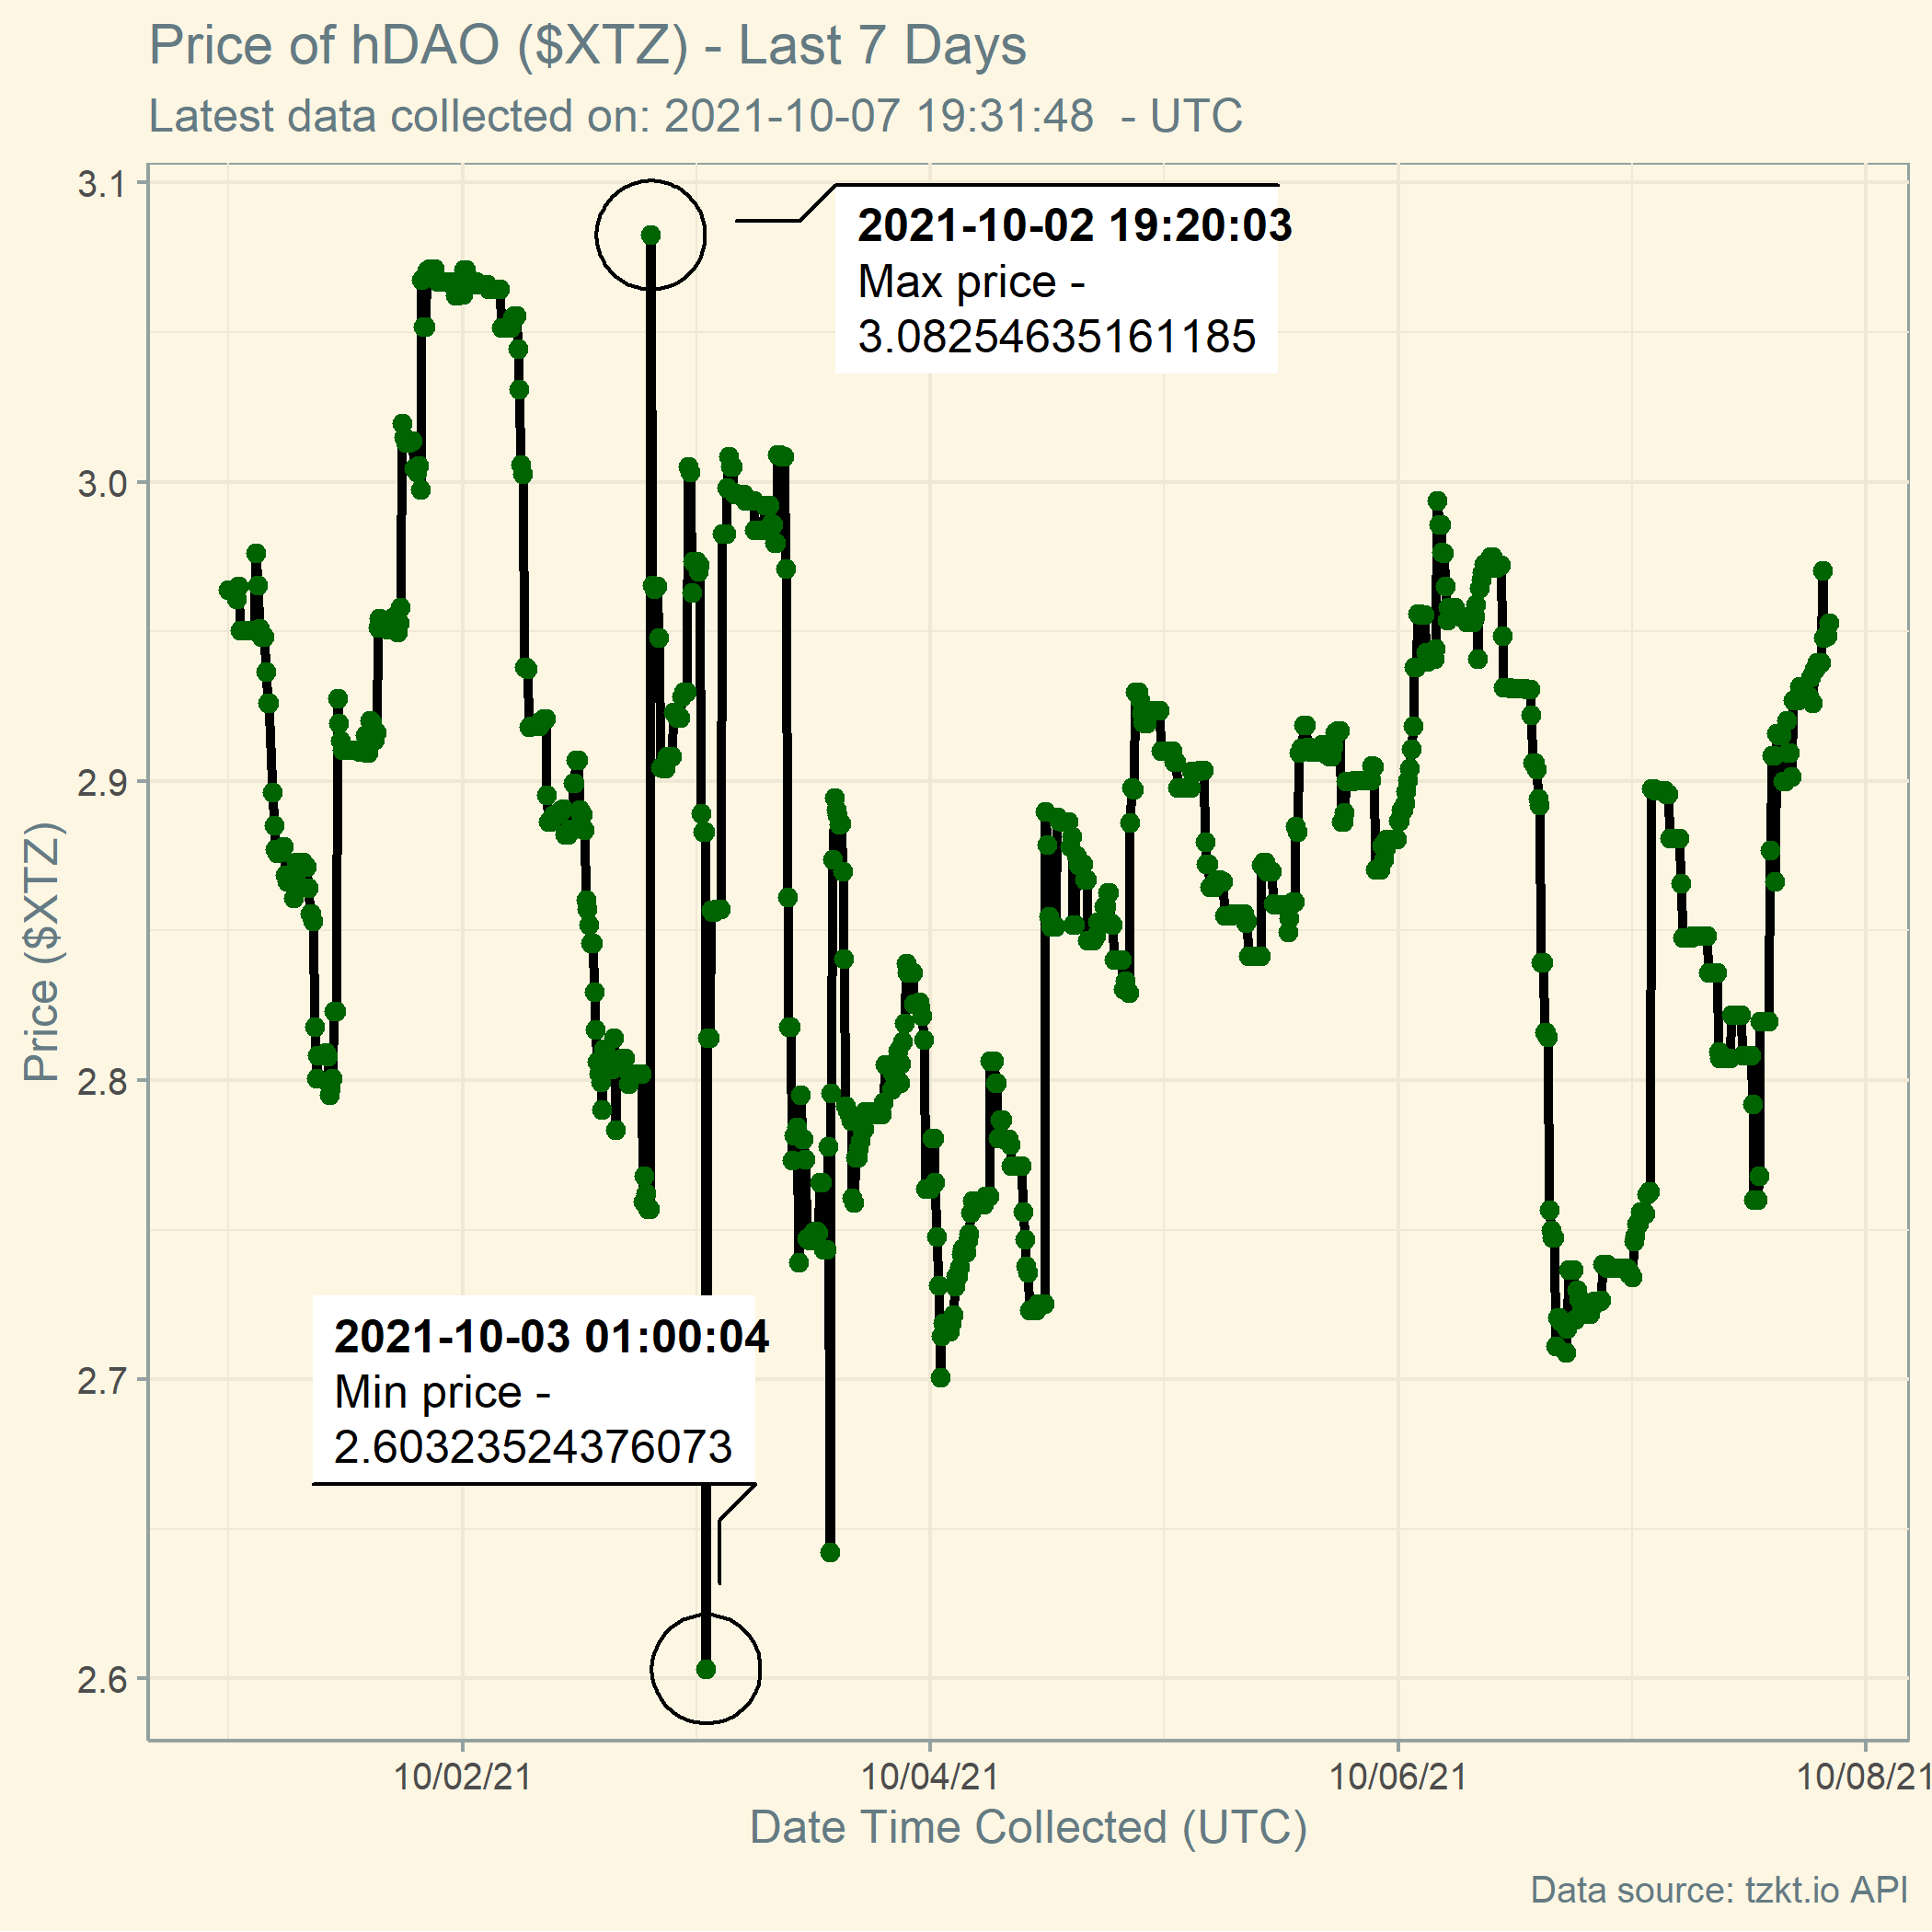 Price of hDAO ($XTZ) - Last 7 Days
Latest data collected on: 2021-10-07 19:31:48  - UTC
3.1
3.0
2.9
2.8
2.7
2.6
Price ($XTZ)
2021-10-02 19:20:03
Max price -
3.08254635161185
2021-10-03 01:00:04
Min price -
2.60323524376073
10/02/21
10/04/21
10/06/21
10/08/21
Date Time Collected (UTC)
Data source: tzkt.io API